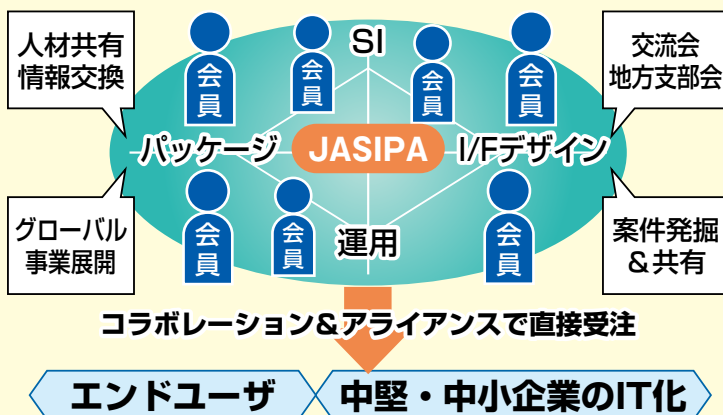 人材共有
情報交換
会員
会員
SI
会員
会員
交流会
地方支部会
パッケージ
JASIPA
I/Fデザイン
グローバル
事業展開
会員
会員
運用
会員
案件発掘
&共有
コラボレーション&アライアンスで直接受注
エンドユーザ
中堅・中小企業のIT化